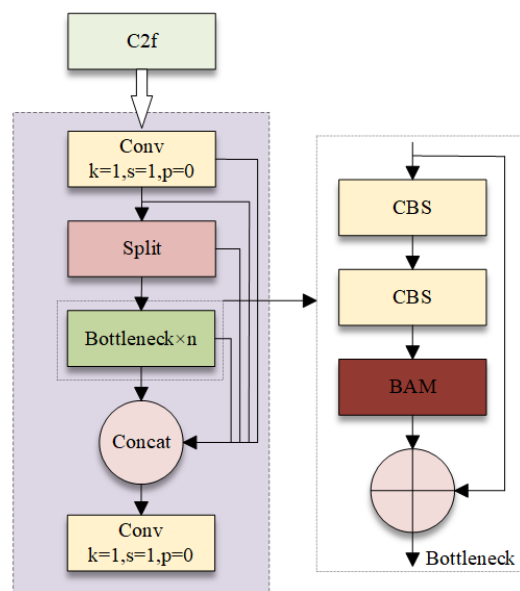 C2f
Conv
k=1,s=1,p=0
Split
Bottleneck×n
Concat
Conv
k=1,s=1,p=0
CBS
CBS
BAM
Bottleneck